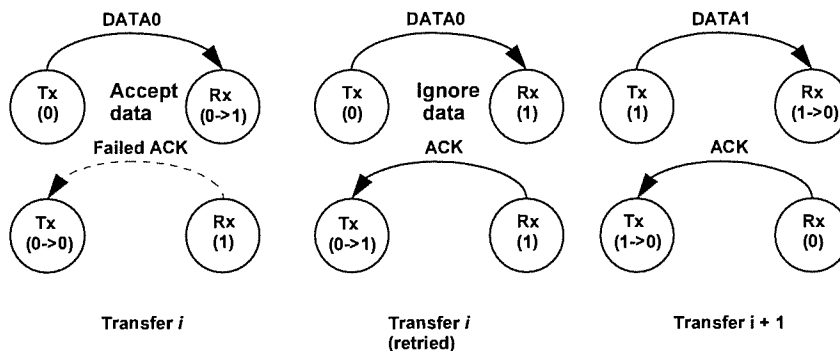 DATA0
Tx
(0)
Accept
data
Rx
(0->1)
Failed ACK
Tx
(0->0)
Rx
(1)
Transfer i
DATA0
Tx
(0)
Ignore
data
Rx
(1)
ACK
Tx
(0->1)
Rx
(1)
Transfer i
(retried)
DATA1
Tx
(1)
Rx
(1->0)
ACK
Tx
(1->0)
Rx
(0)
Transfer i + 1